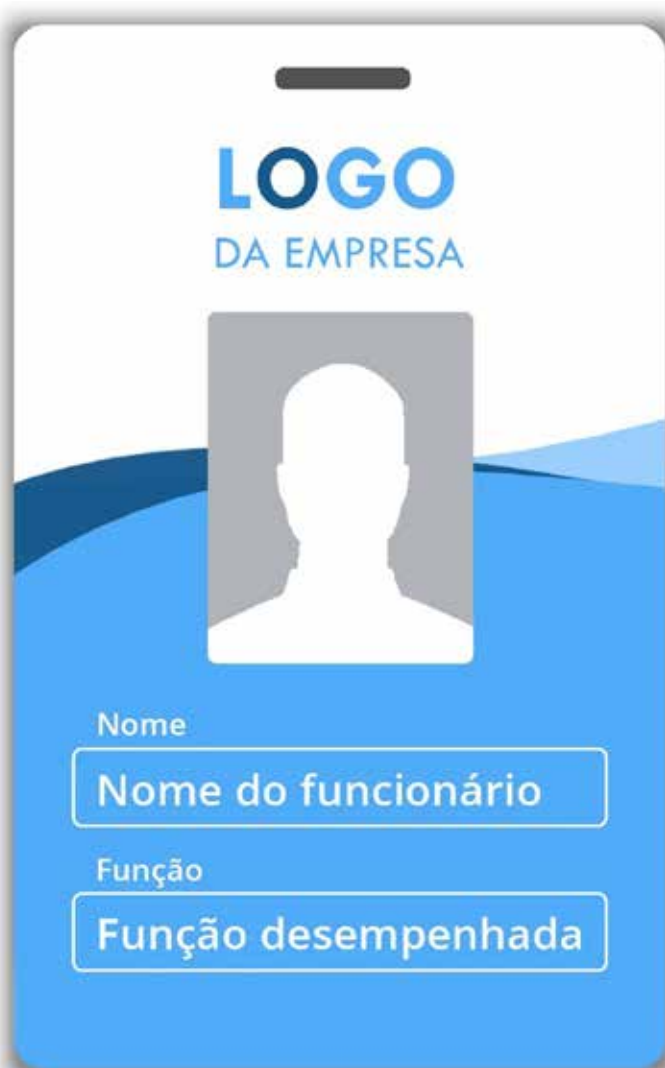 LOGO
DA EMPRESA
Nome
Nome do funcionário
Função
Função desempenhada